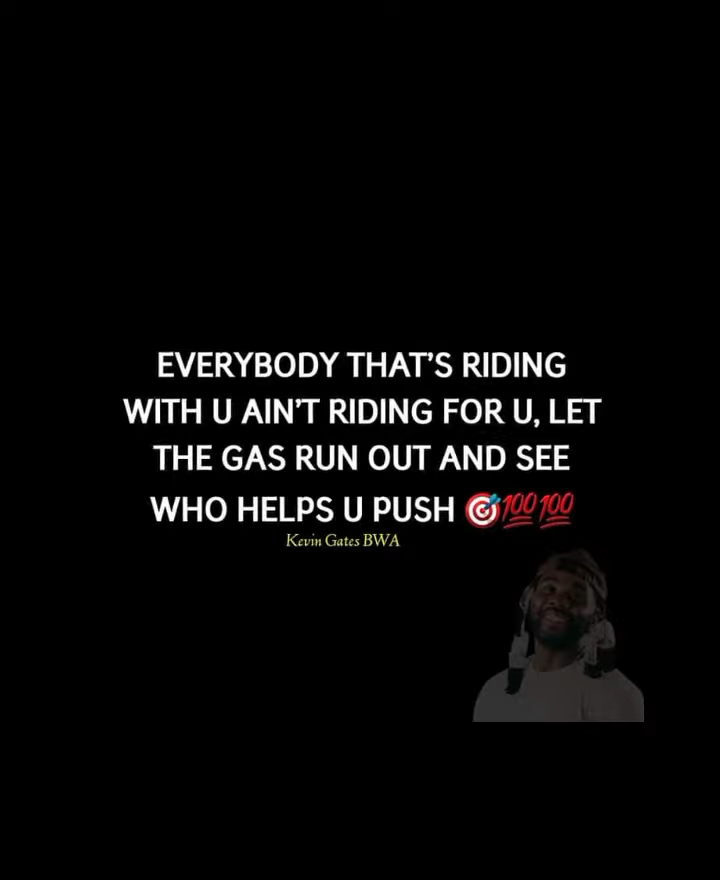 EVERYBODY THAT'S RIDING
WITH U AIN'T RIDING FOR U, LET
THE GAS RUN OUT AND SEE
WHO HELPS U PUSH 🎯💯💯
Kevin Gates BWA